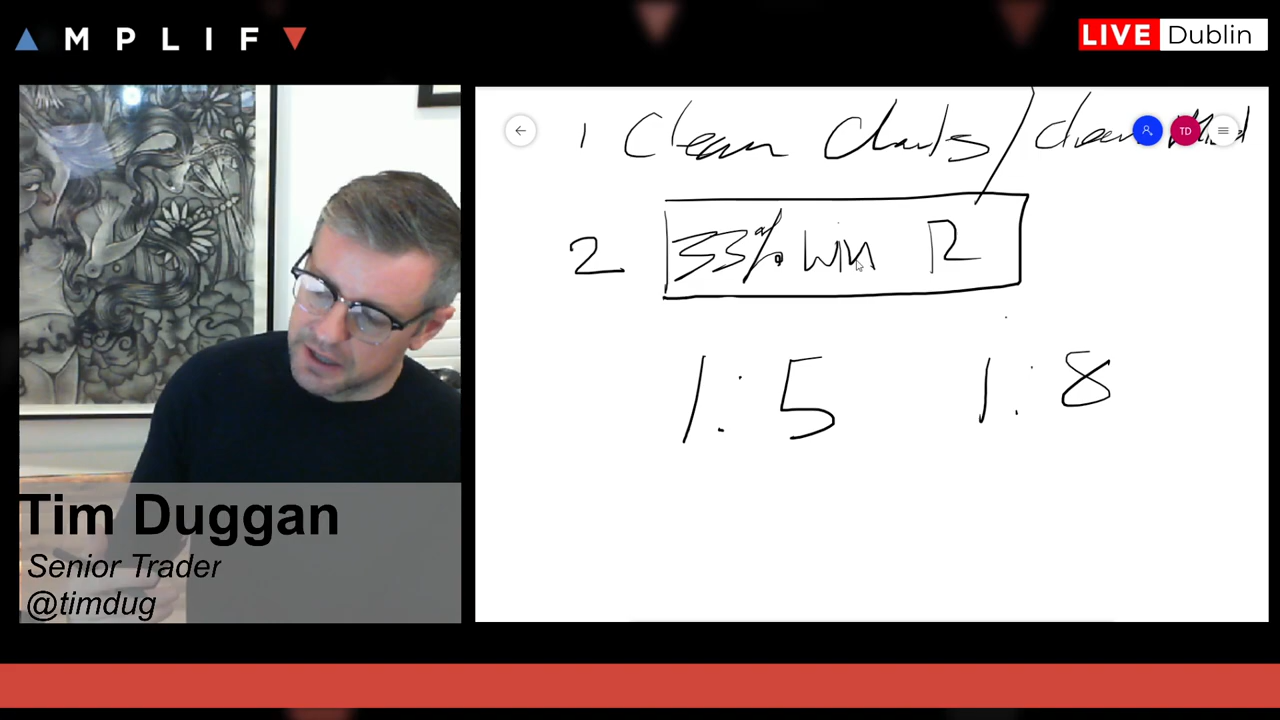 ▲ M P L I F ▼
LIVE Dublin
1 Clean Charts / Clean Mind
TD
2 33% win R
1:5 1:8
Tim Duggan
Senior Trader
@timdug